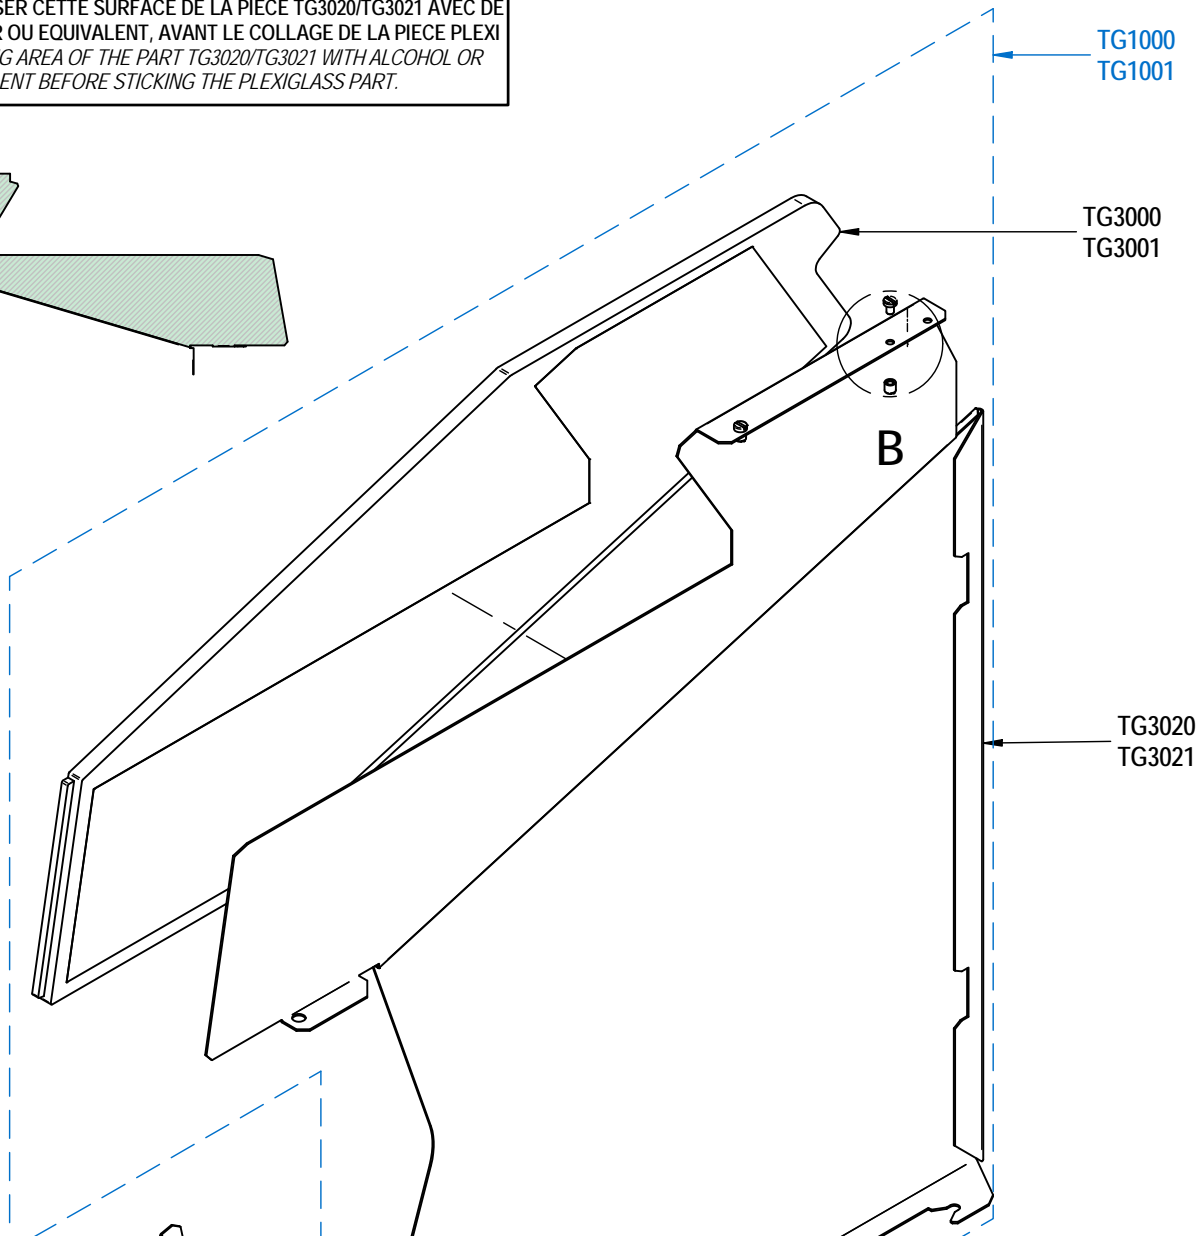 SER CETTE SURFACE DE LA PIECE TG3020/TG3021 AVEC DE
R OU EQUIVALENT, AVANT LE COLLAGE DE LA PIECE PLEXI
G AREA OF THE PART TG3020/TG3021 WITH ALCOHOL OR
ENT BEFORE STICKING THE PLEXIGLASS PART.
TG1000
TG1001
TG3000
TG3001
B
TG3020
TG3021